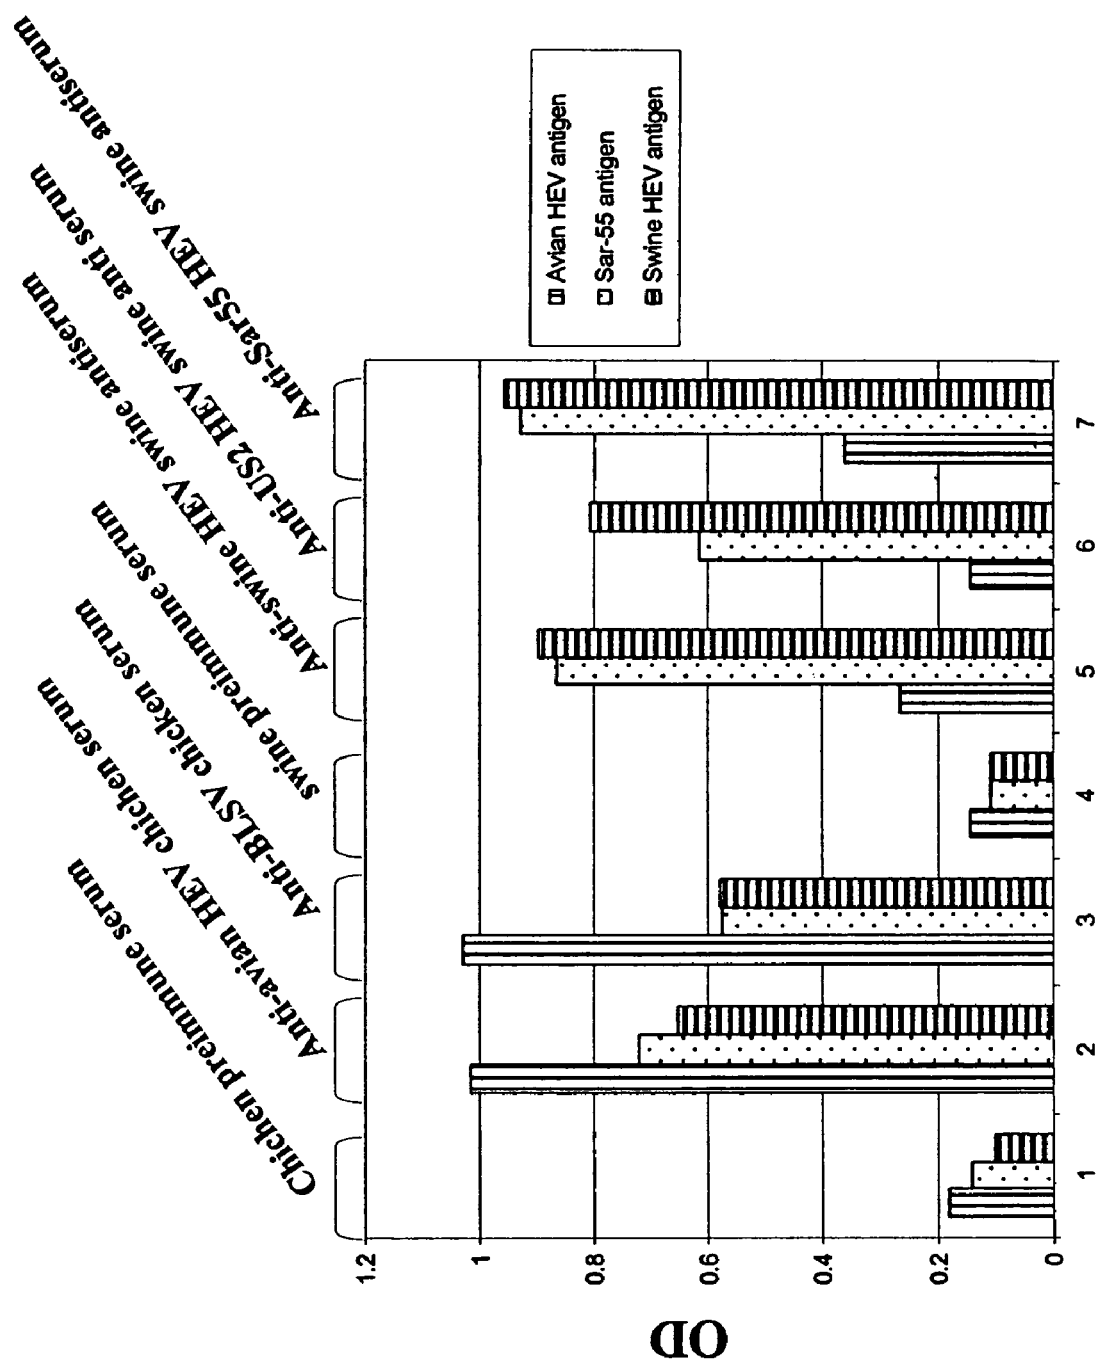 Chichen preimmune serum
Anti-avian HEV chichen serum
Anti-BLSV chicken serum
swine preimmune serum
Anti-swine HEV swine antiserum
Anti-US2 HEV swine anti serum
Anti-Sar55 HEV swine antiserum
OD
1.2
1
0.8
0.6
0.4
0.2
0
1 2 3 4 5 6 7
Avian HEV antigen
Sar-55 antigen
Swine HEV antigen